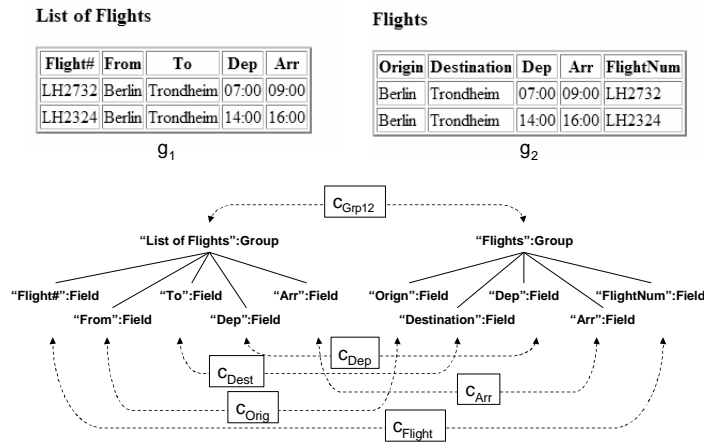 List of Flights
Flight# From To Dep Arr
LH2732 Berlin Trondheim 07:00 09:00
LH2324 Berlin Trondheim 14:00 16:00
g1
Flights
Origin Destination Dep Arr FlightNum
Berlin Trondheim 07:00 09:00 LH2732
Berlin Trondheim 14:00 16:00 LH2324
g2
cGrp12
“List of Flights”:Group
“Flights”:Group
“Flight#”:Field “To”:Field “Arr”:Field “Orign”:Field “Dep”:Field “FlightNum”:Field
“From”:Field “Dep”:Field “Destination”:Field “Arr”:Field
cDep
cDest
cArr
cOrig
cFlight